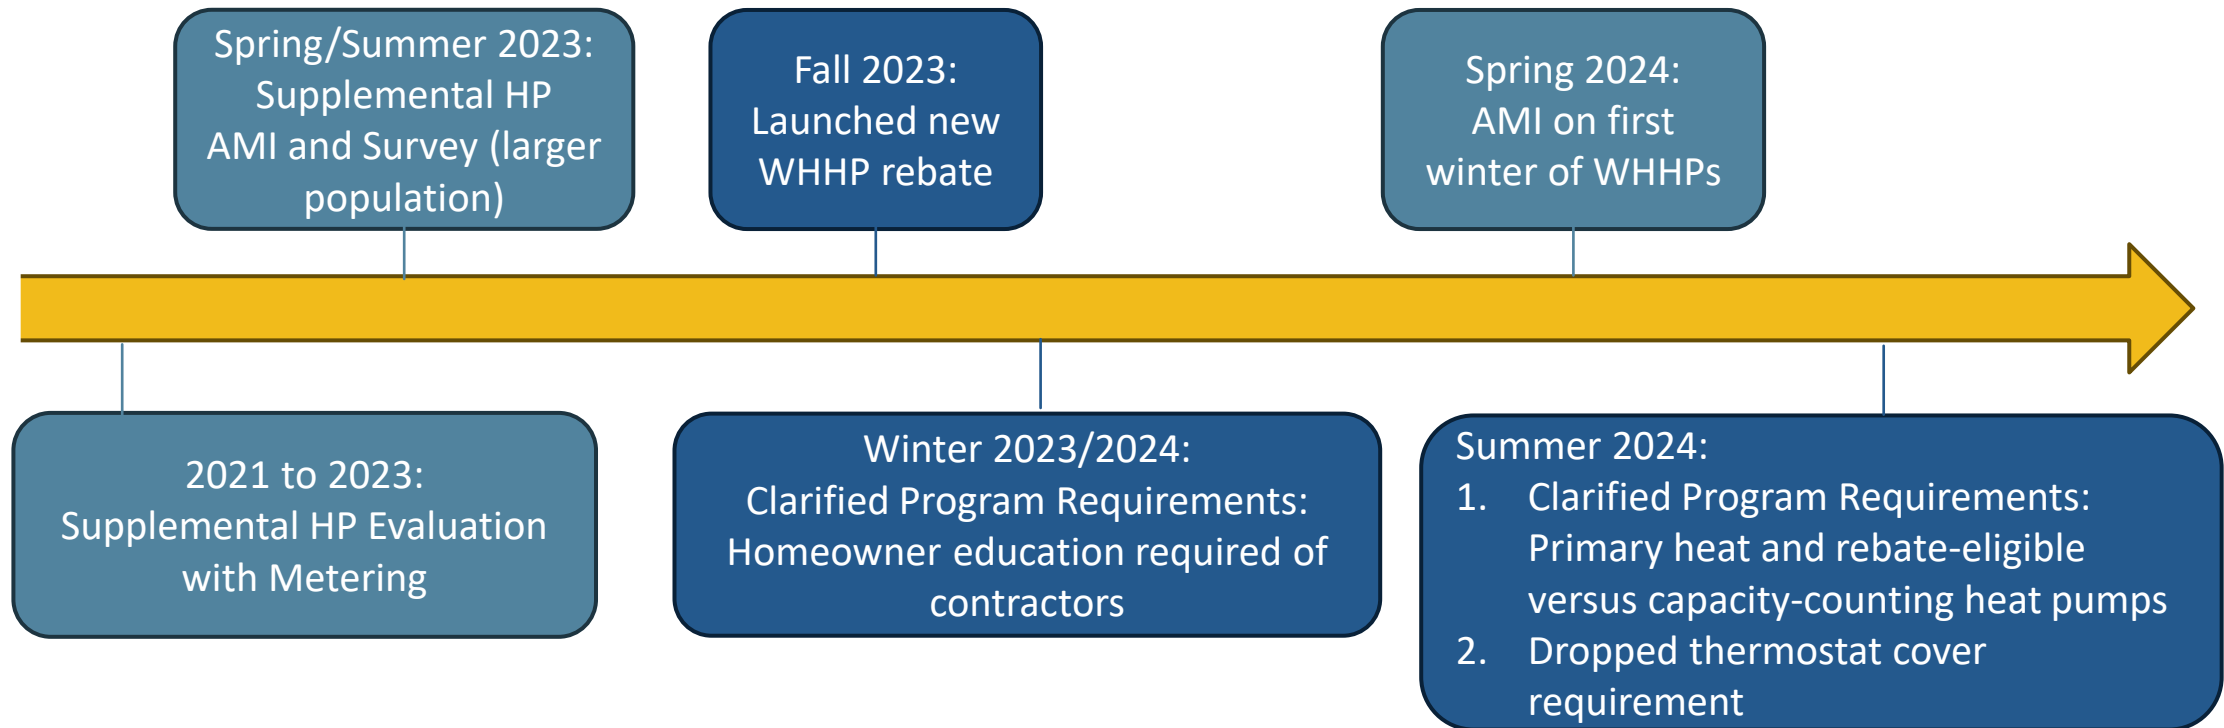 Spring/Summer 2023:
Supplemental HP
AMI and Survey (larger
population)
Fall 2023:
Launched new
WHHP rebate
Spring 2024:
AMI on first
winter of WHHPs
2021 to 2023:
Supplemental HP Evaluation
with Metering
Winter 2023/2024:
Clarified Program Requirements:
Homeowner education required of
contractors
Summer 2024:
1. Clarified Program Requirements:
Primary heat and rebate-eligible
versus capacity-counting heat pumps
2. Dropped thermostat cover
requirement